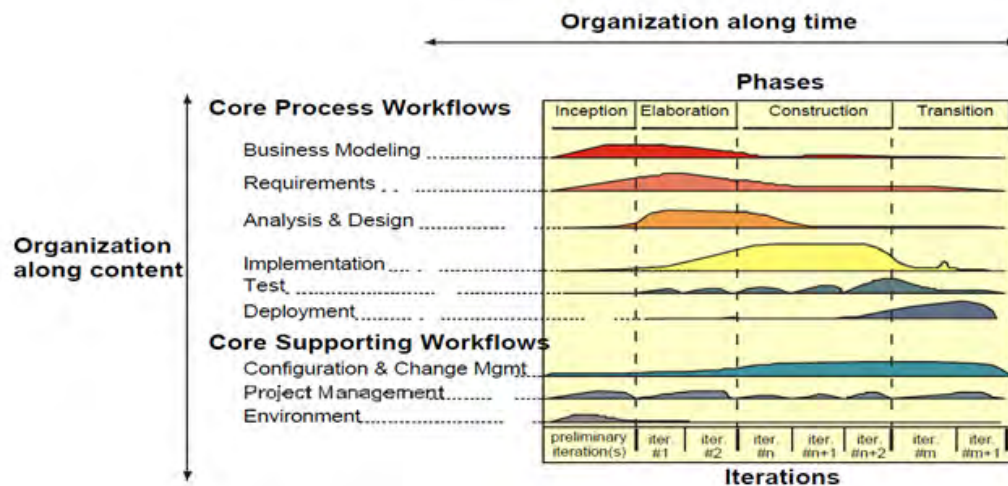 Organization along time
Phases
Core Process Workflows
Inception Elaboration Construction Transition
Business Modeling
Requirements
Analysis & Design
Organization
along content
Implementation
Test
Deployment
Core Supporting Workflows
Configuration & Change Mgmt
Project Management
Environment
preliminary iteration(s)
iter. #1
iter. #2
iter. #n
iter. #n+1
iter. #n+2
iter. #m
iter. #m+1
Iterations